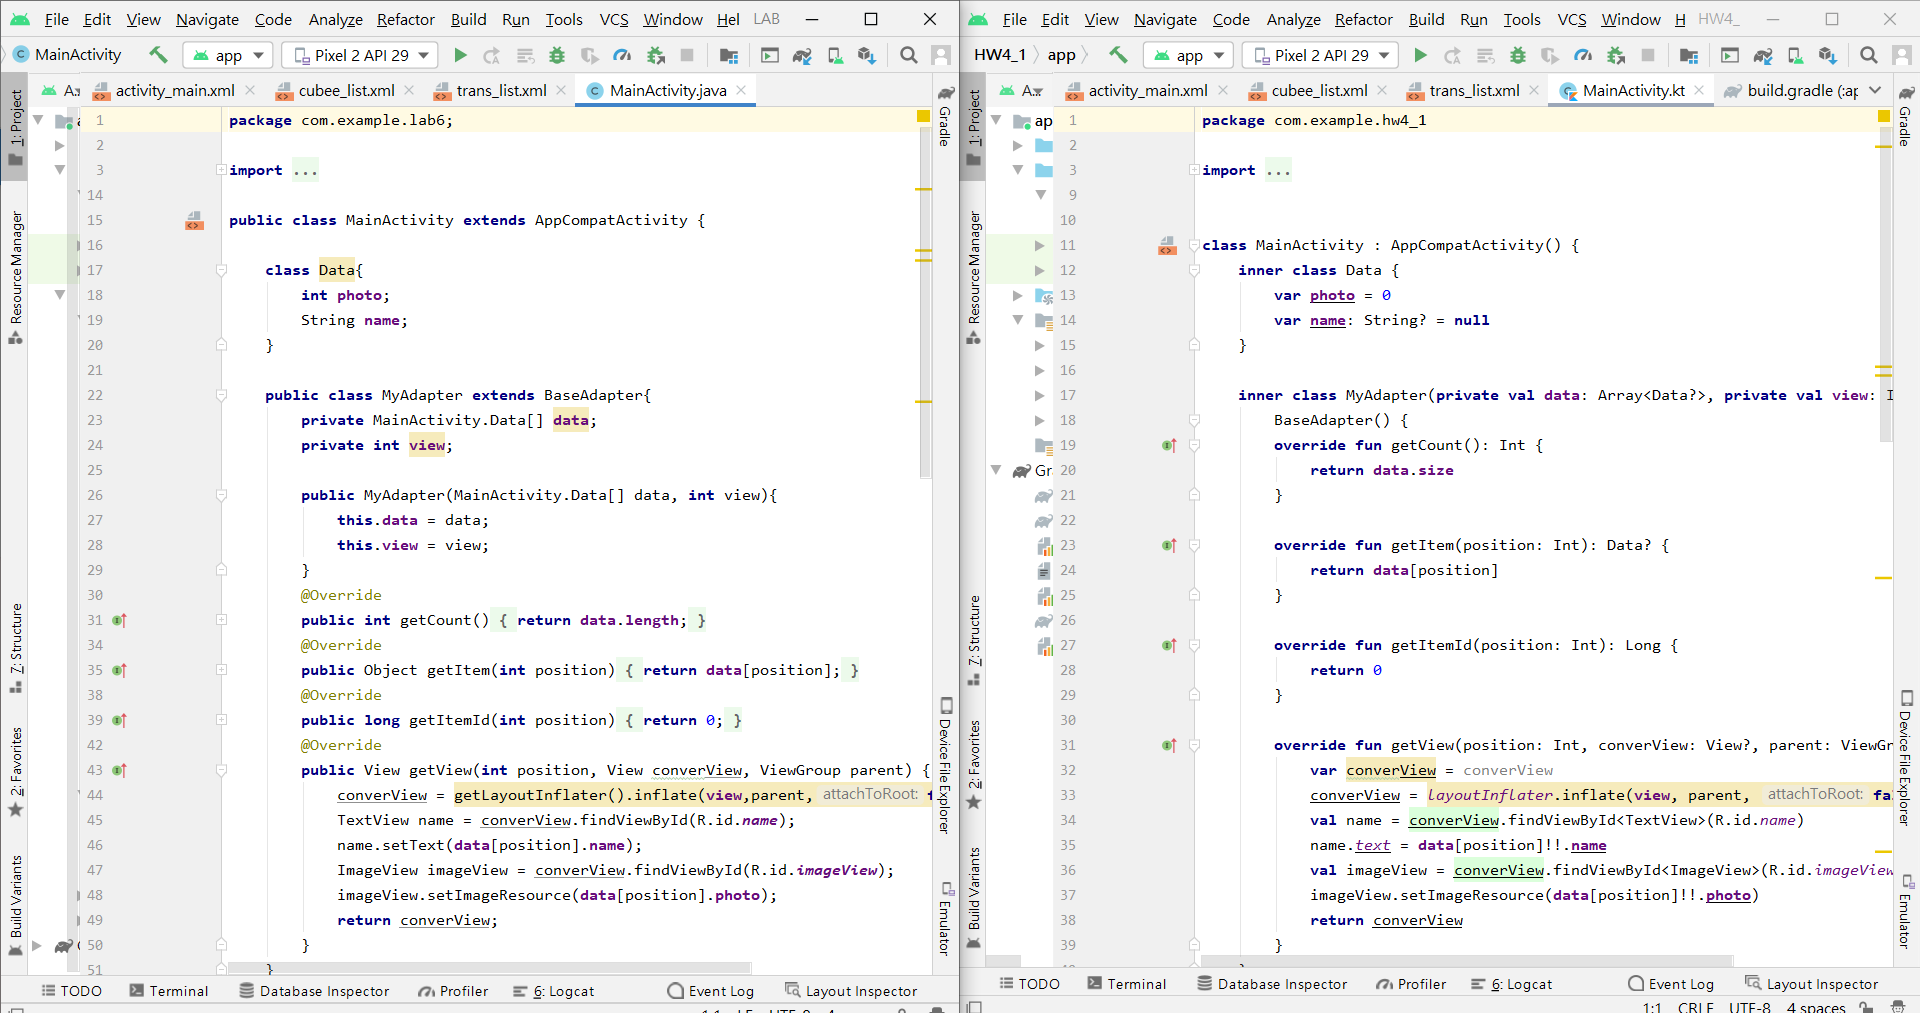 File Edit View Navigate Code Analyze Refactor Build Run Tools VCS Window Hel LAB
MainActivity app Pixel 2 API 29
activity_main.xml cubee_list.xml trans_list.xml MainActivity.java
1 package com.example.lab6;
2
3 import ...
14
15 public class MainActivity extends AppCompatActivity {
16
17 class Data{
18 int photo;
19 String name;
20 }
21
22 public class MyAdapter extends BaseAdapter{
23 private MainActivity.Data[] data;
24 private int view;
25
26 public MyAdapter(MainActivity.Data[] data, int view){
27 this.data = data;
28 this.view = view;
29 }
30 @Override
31 public int getCount() { return data.length; }
34 @Override
35 public Object getItem(int position) { return data[position]; }
38 @Override
39 public long getItemId(int position) { return 0; }
42 @Override
43 public View getView(int position, View converView, ViewGroup parent) {
44 converView = getLayoutInflater().inflate(view,parent, attachToRoot: f
45 TextView name = converView.findViewById(R.id.name);
46 name.setText(data[position].name);
47 ImageView imageView = converView.findViewById(R.id.imageView);
48 imageView.setImageResource(data[position].photo);
49 return converView;
50 }
51 }
1: Project
Resource Manager
7: Structure
2: Favorites
Build Variants
Gradle
Device File Explorer
Emulator
TODO Terminal Database Inspector Profiler 6: Logcat Event Log Layout Inspector
File Edit View Navigate Code Analyze Refactor Build Run Tools VCS Window H HW4_
HW4_1 app app Pixel 2 API 29
activity_main.xml cubee_list.xml trans_list.xml MainActivity.kt build.gradle (:ap
1 package com.example.hw4_1
2
3 import ...
9
10
11 class MainActivity : AppCompatActivity() {
12 inner class Data {
13 var photo = 0
14 var name: String? = null
15 }
16
17 inner class MyAdapter(private val data: Array<Data?>, private val view: I
18 BaseAdapter() {
19 override fun getCount(): Int {
20 return data.size
21 }
22
23 override fun getItem(position: Int): Data? {
24 return data[position]
25 }
26
27 override fun getItemId(position: Int): Long {
28 return 0
29 }
30
31 override fun getView(position: Int, converView: View?, parent: ViewGr
32 var converView = converView
33 converView = layoutInflater.inflate(view, parent, attachToRoot: fa
34 val name = converView.findViewById<TextView>(R.id.name)
35 name.text = data[position]!!.name
36 val imageView = converView.findViewById<ImageView>(R.id.imageView
37 imageView.setImageResource(data[position]!!.photo)
38 return converView
39 }
1: Project
Resource Manager
7: Structure
2: Favorites
Build Variants
Gradle
Device File Explorer
Emulator
TODO Terminal Database Inspector Profiler 6: Logcat Event Log Layout Inspector
1:1 CRLF UTF-8 4 spaces